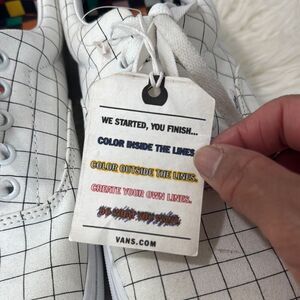 WE STARTED, YOU FINISH...
COLOR INSIDE THE LINES
COLOR OUTSIDE THE LINES.
CREATE YOUR OWN LINES.
VANS.COM